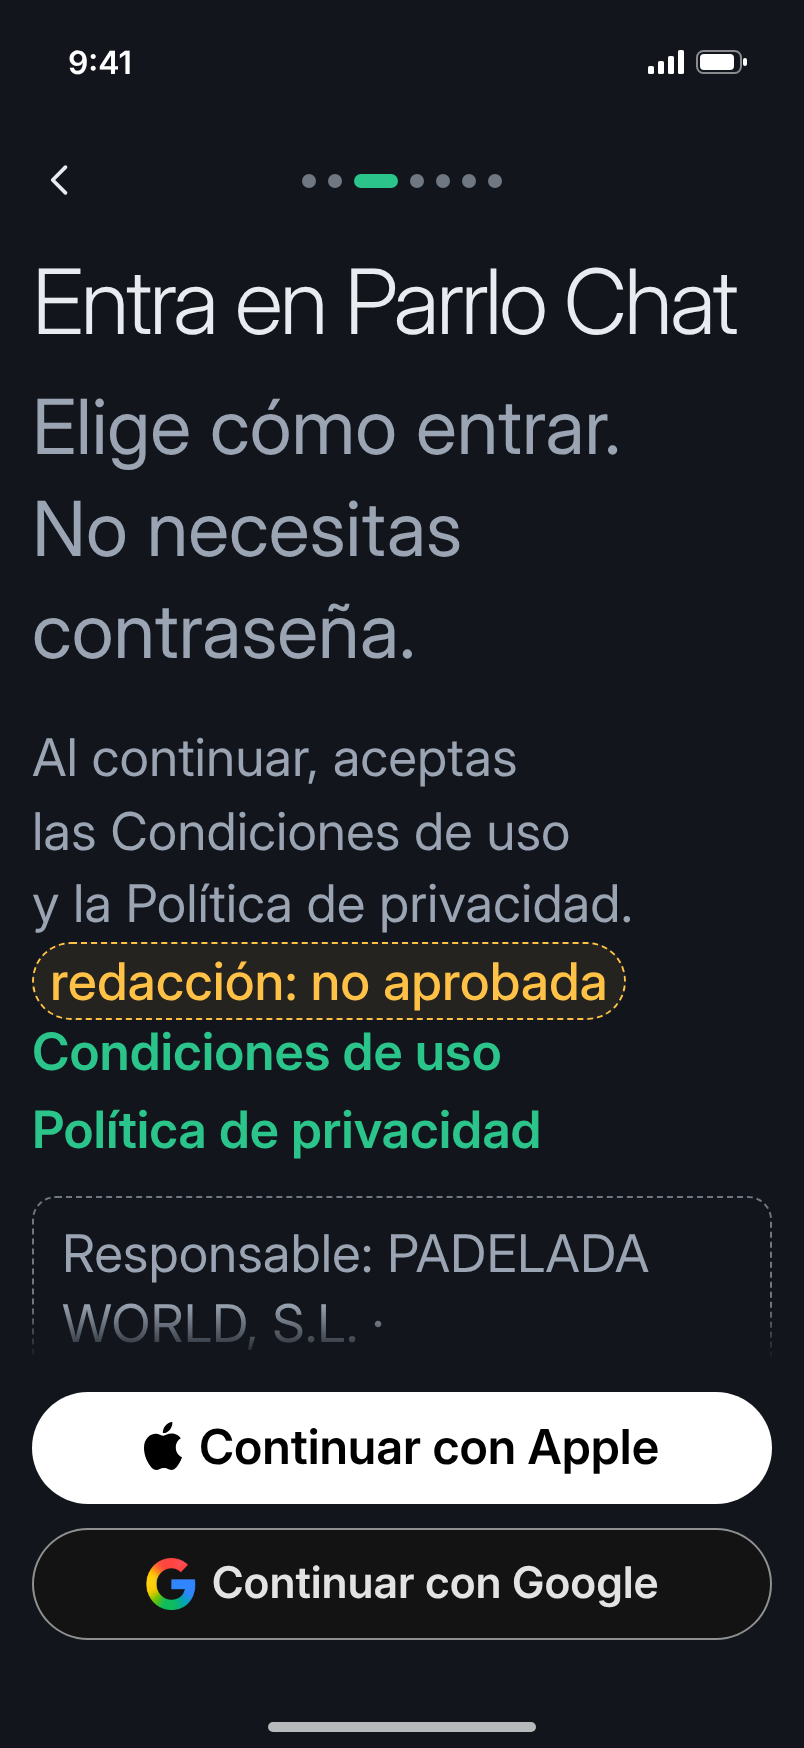 9:41
Entra en Parrlo Chat
Elige cómo entrar.
No necesitas
contraseña.
Al continuar, aceptas
las Condiciones de uso
y la Política de privacidad.
redacción: no aprobada
Condiciones de uso
Política de privacidad
Responsable: PADELADA
WORLD, S.L. ·
Continuar con Apple
Continuar con Google